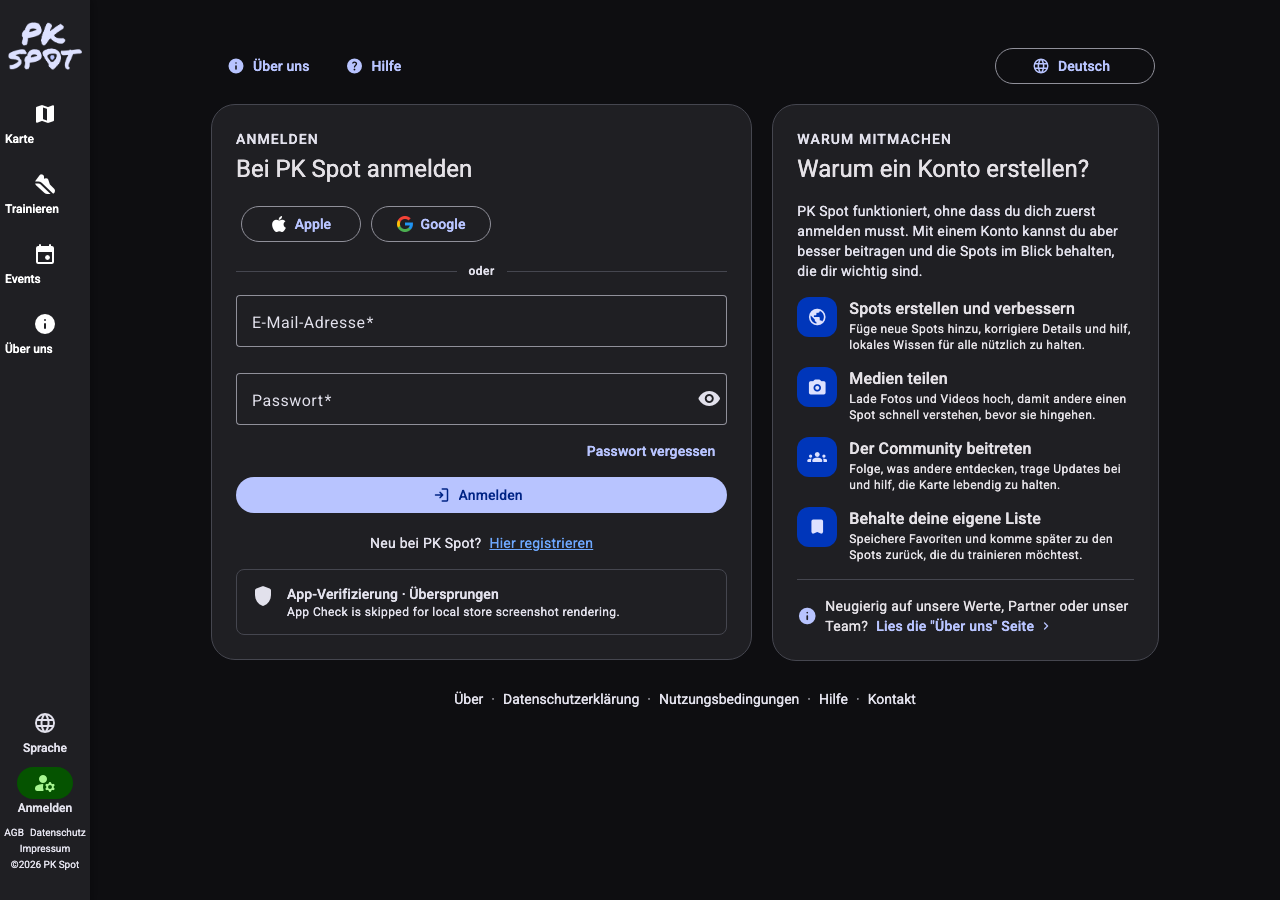 PK
SPOT
Karte
Trainieren
Events
Über uns
Sprache
Anmelden
AGB Datenschutz
Impressum
©2026 PK Spot
Über uns
Hilfe
Deutsch
ANMELDEN
Bei PK Spot anmelden
Apple
Google
oder
E-Mail-Adresse*
Passwort*
Passwort vergessen
Anmelden
Neu bei PK Spot? Hier registrieren
App-Verifizierung · Übersprungen
App Check is skipped for local store screenshot rendering.
WARUM MITMACHEN
Warum ein Konto erstellen?
PK Spot funktioniert, ohne dass du dich zuerst
anmelden musst. Mit einem Konto kannst du aber
besser beitragen und die Spots im Blick behalten,
die dir wichtig sind.
Spots erstellen und verbessern
Füge neue Spots hinzu, korrigiere Details und hilf,
lokales Wissen für alle nützlich zu halten.
Medien teilen
Lade Fotos und Videos hoch, damit andere einen
Spot schnell verstehen, bevor sie hingehen.
Der Community beitreten
Folge, was andere entdecken, trage Updates bei
und hilf, die Karte lebendig zu halten.
Behalte deine eigene Liste
Speichere Favoriten und komme später zu den
Spots zurück, die du trainieren möchtest.
Neugierig auf unsere Werte, Partner oder unser
Team? Lies die "Über uns" Seite
Über · Datenschutzerklärung · Nutzungsbedingungen · Hilfe · Kontakt